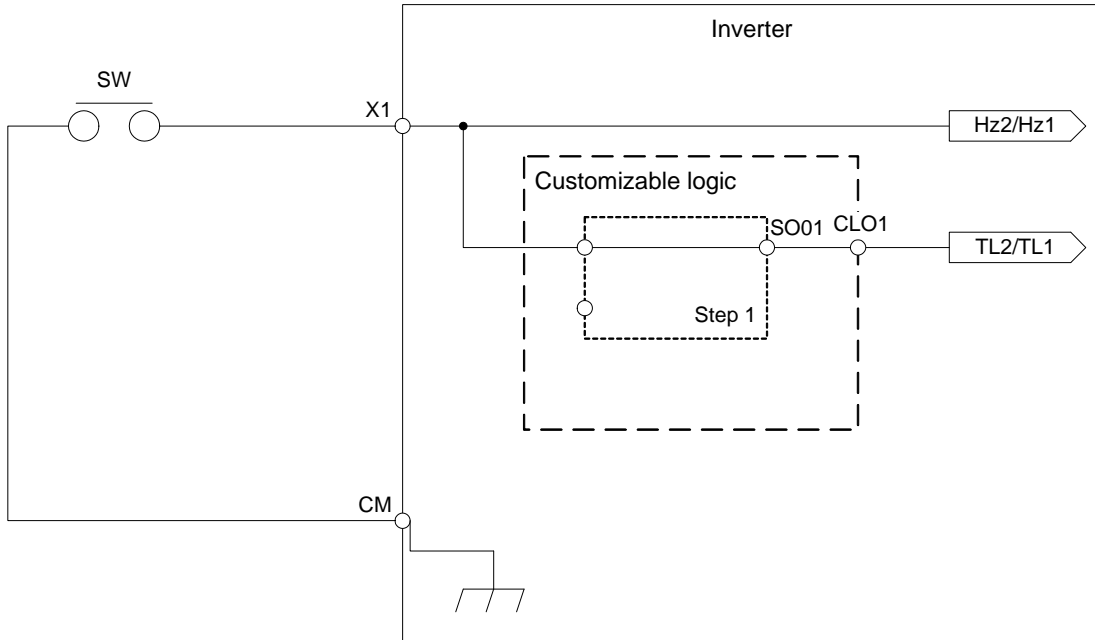 Inverter
SW
X1
Hz2/Hz1
Customizable logic
SO01
CLO1
TL2/TL1
Step 1
CM